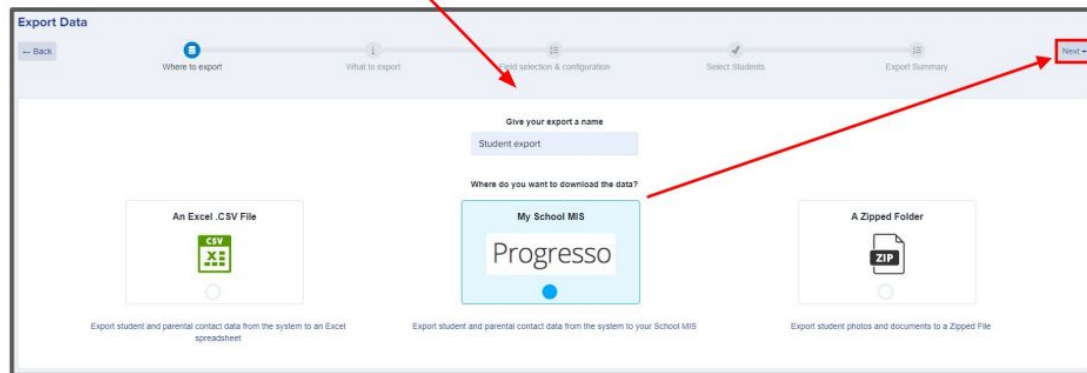 Export Data
← Back
Where to export
What to export
Field selection & configuration
Select Students
Export Summary
Next →
Give your export a name
Student export
Where do you want to download the data?
An Excel .CSV File
CSV
My School MIS
Progresso
A Zipped Folder
ZIP
Export student and parental contact data from the system to an Excel
spreadsheet
Export student and parental contact data from the system to your School MIS
Export student photos and documents to a Zipped File